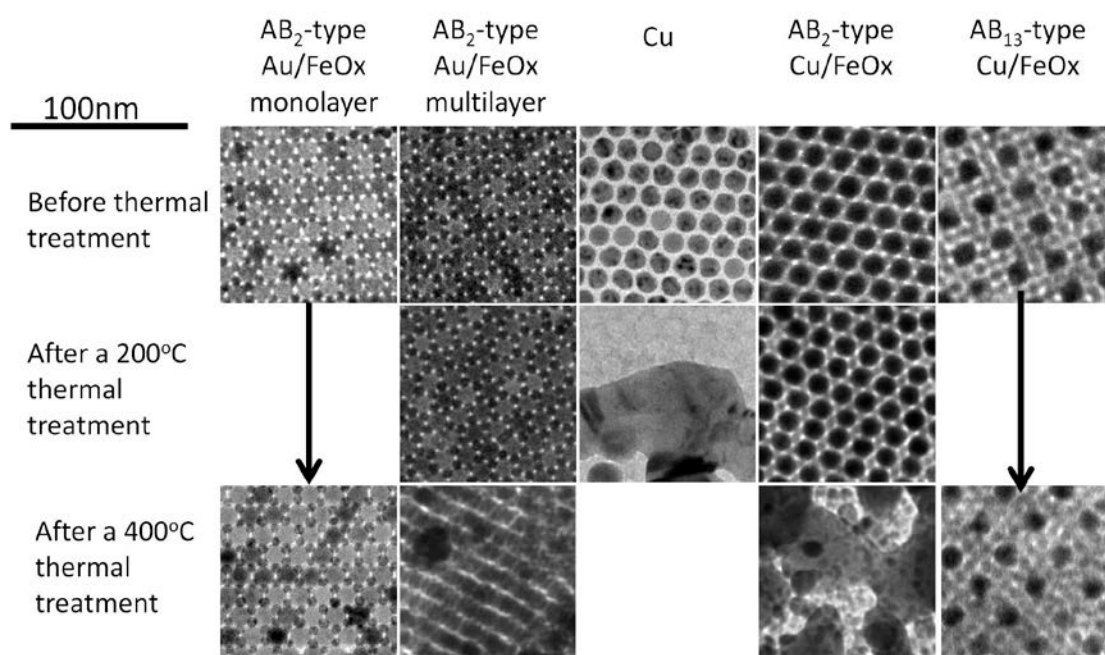 AB₂-type
Au/FeOx
monolayer
AB₂-type
Au/FeOx
multilayer
Cu
AB₂-type
Cu/FeOx
AB₁₃-type
Cu/FeOx
100nm
Before thermal
treatment
After a 200°C
thermal
treatment
After a 400°C
thermal
treatment